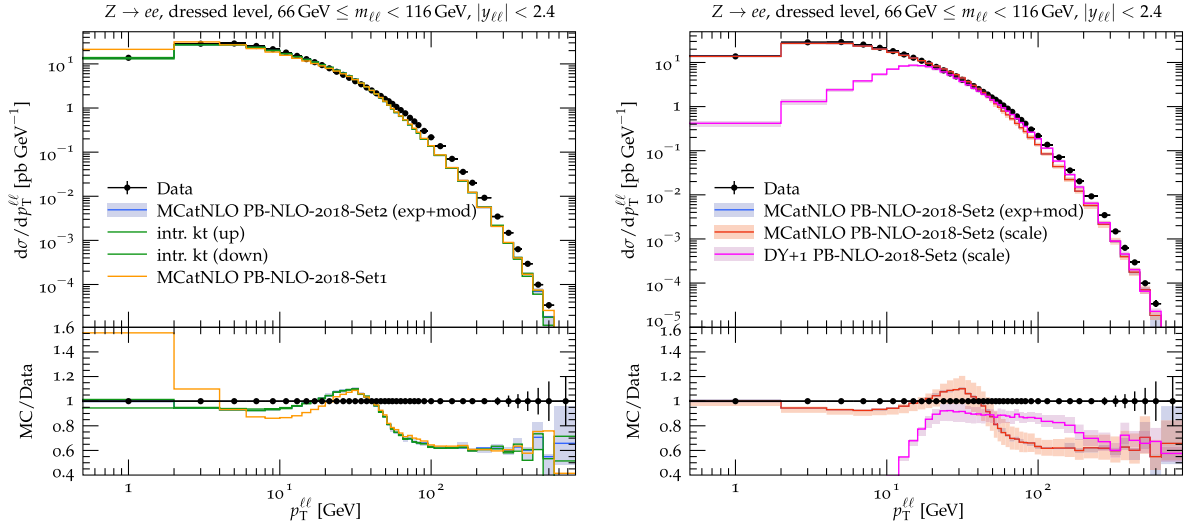 Z → ee, dressed level, 66 GeV ≤ mℓℓ < 116 GeV, |yℓℓ| < 2.4
dσ/dpTℓℓ [pb GeV−1]
10^1
1
10^−1
10^−2
10^−3
10^−4
Data
MCatNLO PB-NLO-2018-Set2 (exp+mod)
intr. kt (up)
intr. kt (down)
MCatNLO PB-NLO-2018-Set1
MC/Data
1.6
1.4
1.2
1
0.8
0.6
0.4
1
10^1
10^2
pTℓℓ [GeV]
Z → ee, dressed level, 66 GeV ≤ mℓℓ < 116 GeV, |yℓℓ| < 2.4
dσ/dpTℓℓ [pb GeV−1]
10^1
1
10^−1
10^−2
10^−3
10^−4
10^−5
Data
MCatNLO PB-NLO-2018-Set2 (exp+mod)
MCatNLO PB-NLO-2018-Set2 (scale)
DY+1 PB-NLO-2018-Set2 (scale)
MC/Data
1.6
1.4
1.2
1
0.8
0.6
0.4
1
10^1
10^2
pTℓℓ [GeV]